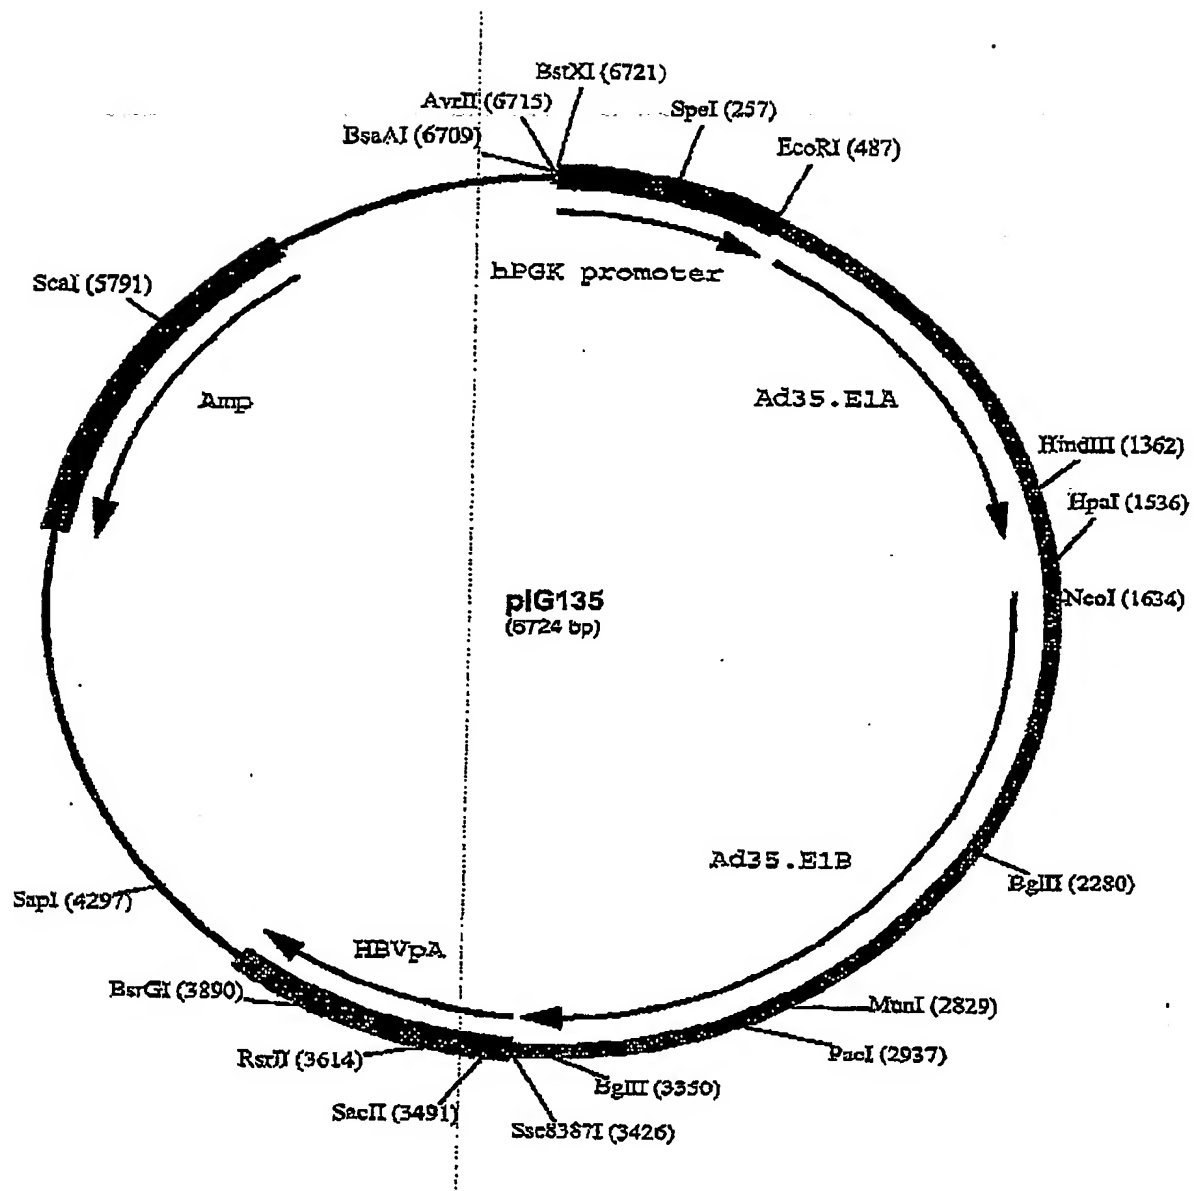 BstXI (6721)
AvrII (6715)
SpeI (257)
BsaAI (6709)
EcoRI (487)
hPGK promoter
ScaI (5791)
Amp
Ad35.E1A
HindIII (1362)
HpaI (1536)
pIG135
(6724 bp)
NcoI (1634)
Ad35.E1B
BglII (2280)
SapI (4297)
HBVpA
BsrGI (3890)
MunI (2829)
RsrII (3614)
PacI (2937)
BglII (3350)
SacII (3491)
Sse8387I (3426)